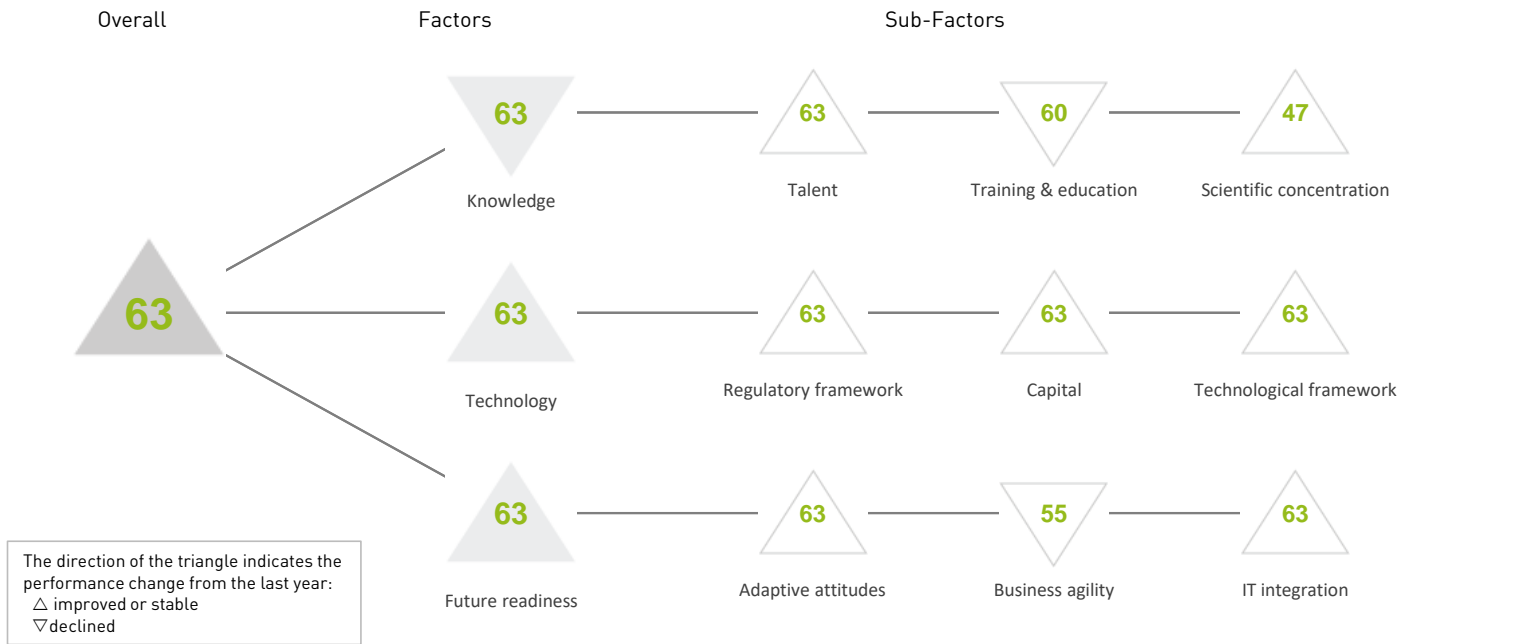 Overall
Factors
Sub-Factors
63
63
60
47
Knowledge
Talent
Training & education
Scientific concentration
63
63
63
63
63
Technology
Regulatory framework
Capital
Technological framework
63
63
55
63
Future readiness
Adaptive attitudes
Business agility
IT integration
The direction of the triangle indicates the
performance change from the last year:
△ improved or stable
▽declined